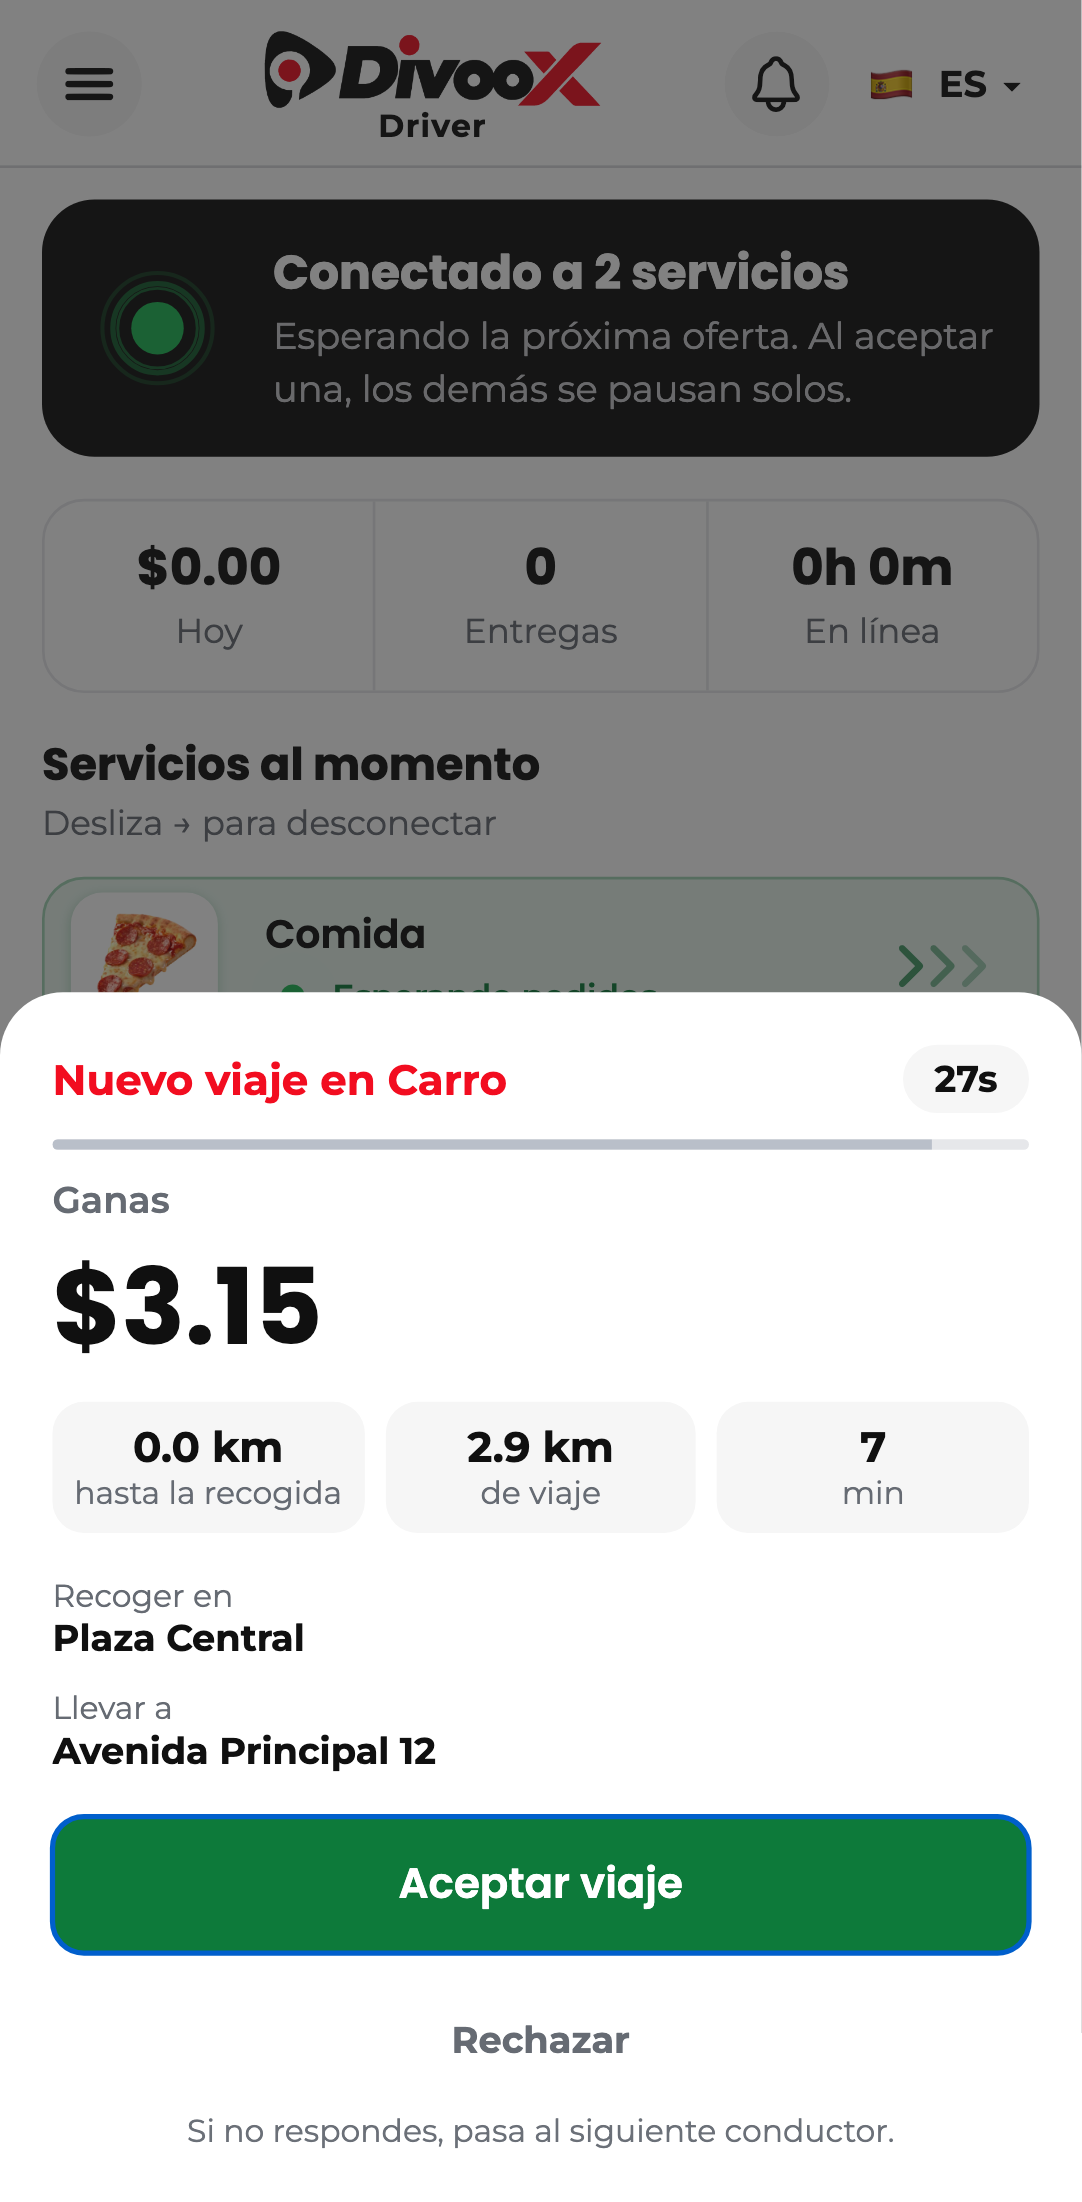 DivooX
Driver
ES
Conectado a 2 servicios
Esperando la próxima oferta. Al aceptar
una, los demás se pausan solos.
$0.00
Hoy
0
Entregas
0h 0m
En línea
Servicios al momento
Desliza → para desconectar
Comida
Esperando pedidos
Nuevo viaje en Carro
27s
Ganas
$3.15
0.0 km
hasta la recogida
2.9 km
de viaje
7
min
Recoger en
Plaza Central
Llevar a
Avenida Principal 12
Aceptar viaje
Rechazar
Si no respondes, pasa al siguiente conductor.